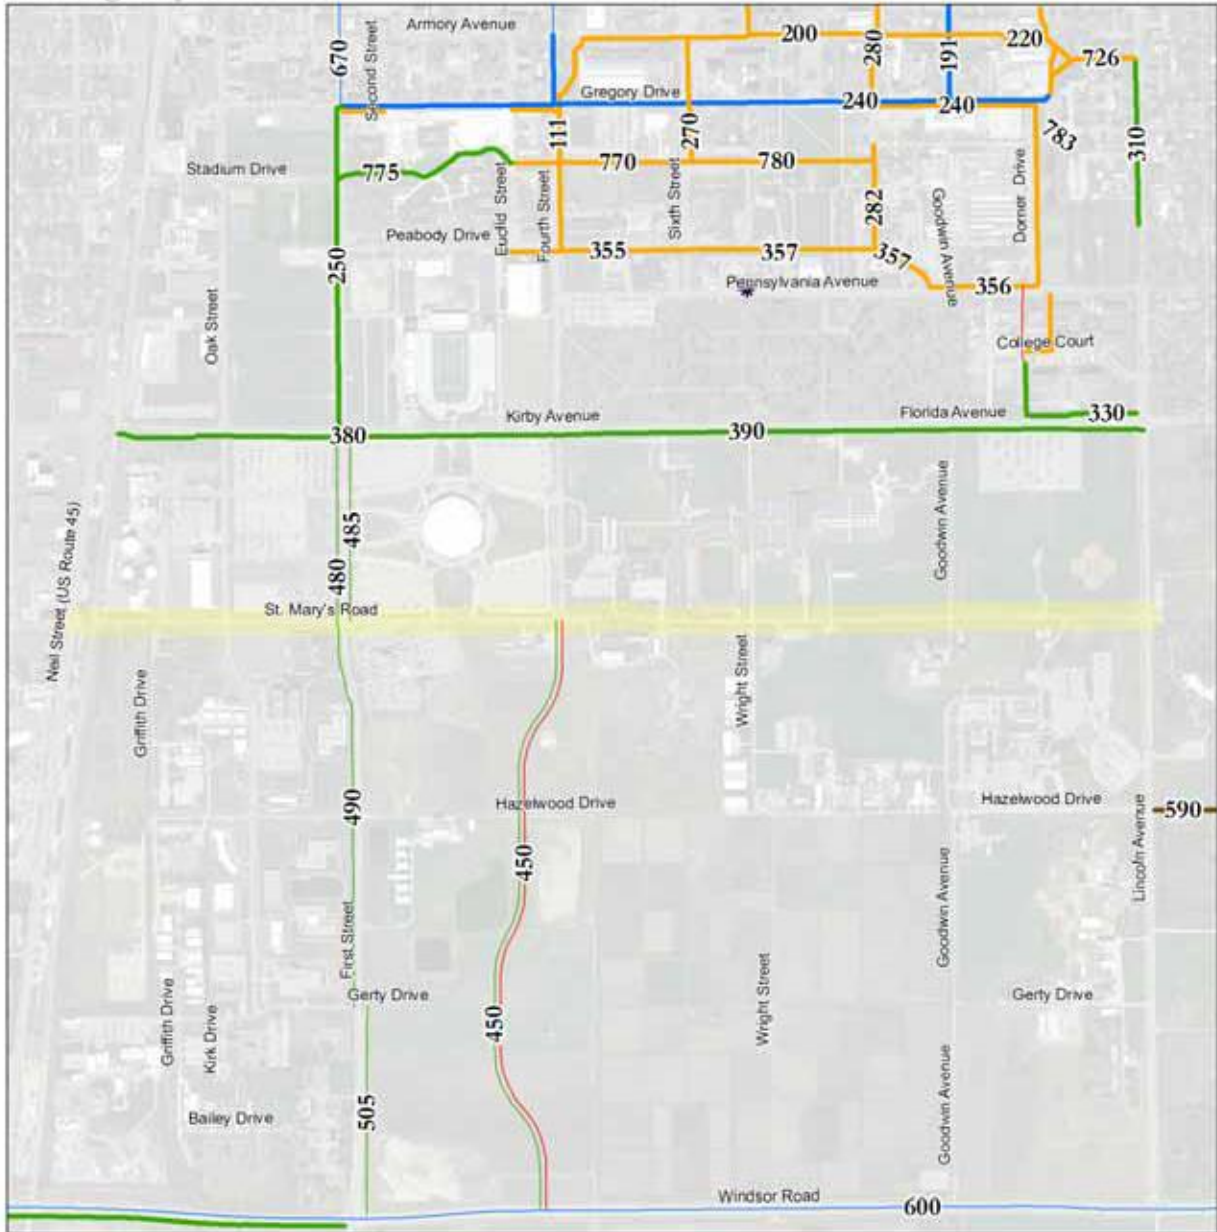 Armory Avenue
200
220
670
Second Street
280
191
726
Gregory Drive
240
240
111
270
783
310
Stadium Drive
775
770
780
Euclid Street
Fourth Street
Sixth Street
282
Goodwin Avenue
Dorner Drive
Peabody Drive
355
357
357
250
Pennsylvania Avenue
356
Oak Street
College Court
Kirby Avenue
Florida Avenue
330
380
390
485
Goodwin Avenue
Neil Street (US Route 45)
480
St. Mary's Road
Wright Street
Griffith Drive
490
Hazelwood Drive
Hazelwood Drive
590
450
Lincoln Avenue
First Street
Goodwin Avenue
Gerty Drive
Gerty Drive
Wright Street
Griffith Drive
Kirk Drive
450
Goodwin Avenue
Bailey Drive
505
Windsor Road
600